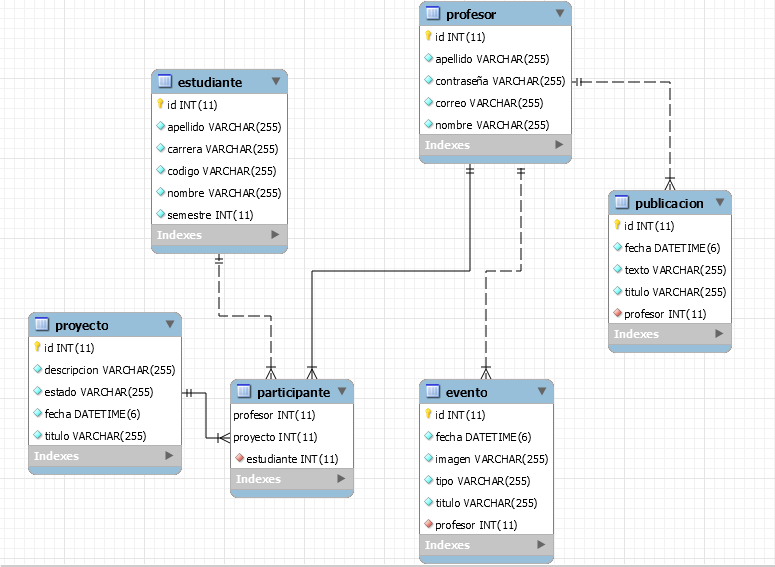 profesor
id INT(11)
apellido VARCHAR(255)
contraseña VARCHAR(255)
correo VARCHAR(255)
nombre VARCHAR(255)
Indexes
estudiante
id INT(11)
apellido VARCHAR(255)
carrera VARCHAR(255)
codigo VARCHAR(255)
nombre VARCHAR(255)
semestre INT(11)
Indexes
publicacion
id INT(11)
fecha DATETIME(6)
texto VARCHAR(255)
titulo VARCHAR(255)
profesor INT(11)
Indexes
proyecto
id INT(11)
descripcion VARCHAR(255)
estado VARCHAR(255)
fecha DATETIME(6)
titulo VARCHAR(255)
Indexes
participante
profesor INT(11)
proyecto INT(11)
estudiante INT(11)
Indexes
evento
id INT(11)
fecha DATETIME(6)
imagen VARCHAR(255)
tipo VARCHAR(255)
titulo VARCHAR(255)
profesor INT(11)
Indexes